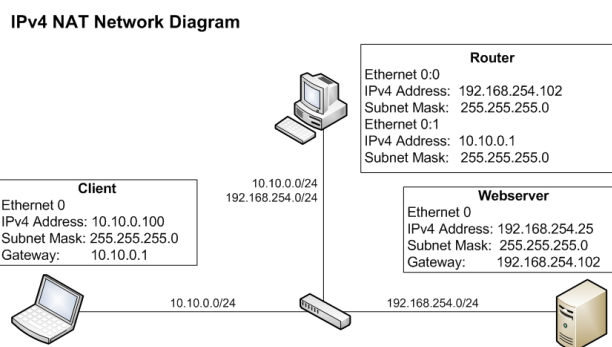 IPv4 NAT Network Diagram
Router
Ethernet 0:0
IPv4 Address: 192.168.254.102
Subnet Mask: 255.255.255.0
Ethernet 0:1
IPv4 Address: 10.10.0.1
Subnet Mask: 255.255.255.0
10.10.0.0/24
192.168.254.0/24
Client
Ethernet 0
IPv4 Address: 10.10.0.100
Subnet Mask: 255.255.255.0
Gateway: 10.10.0.1
Webserver
Ethernet 0
IPv4 Address: 192.168.254.25
Subnet Mask: 255.255.255.0
Gateway: 192.168.254.102
10.10.0.0/24
192.168.254.0/24